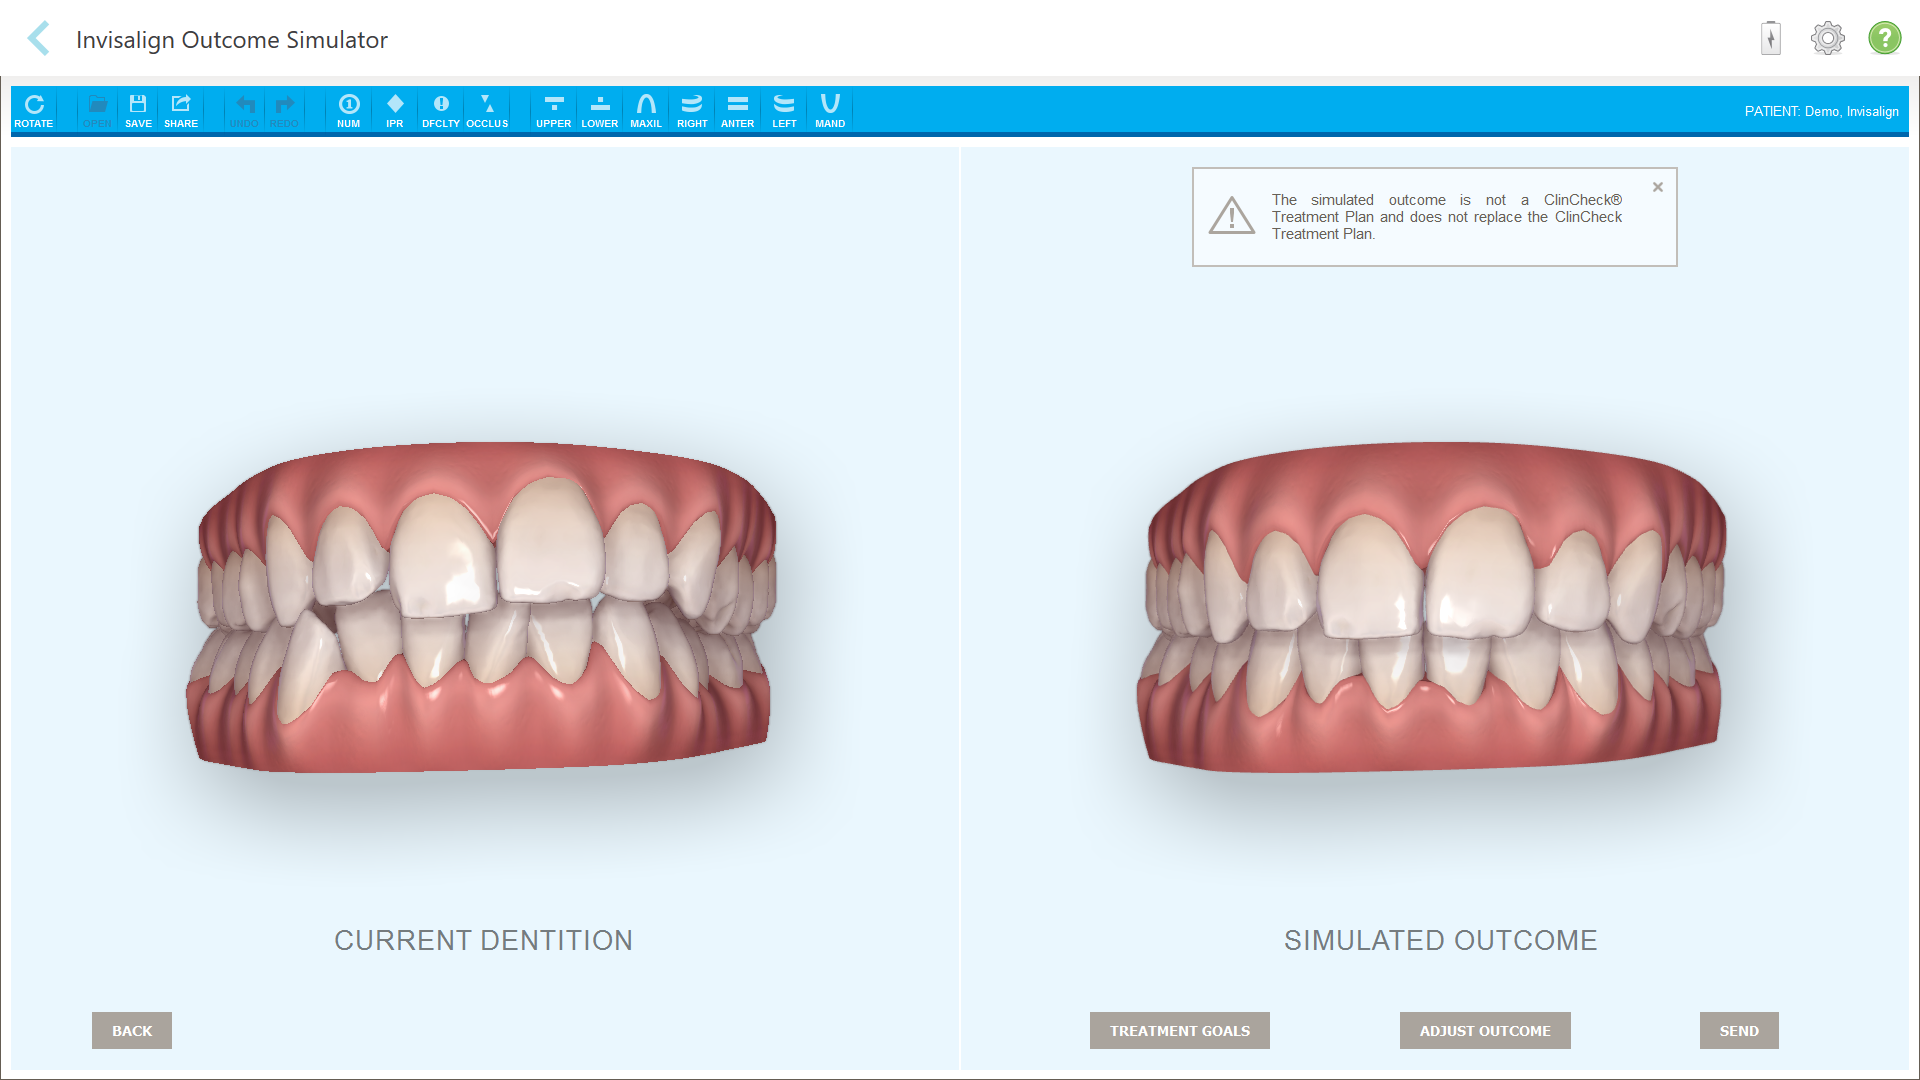 Invisalign Outcome Simulator
?
ROTATE OPEN SAVE SHARE UNDO REDO 1 NUM IPR DFCLTY OCCLUS UPPER LOWER MAXIL RIGHT ANTER LEFT MAND
PATIENT: Demo, Invisalign
The simulated outcome is not a ClinCheck®
Treatment Plan and does not replace the ClinCheck
Treatment Plan.
CURRENT DENTITION
SIMULATED OUTCOME
BACK
TREATMENT GOALS
ADJUST OUTCOME
SEND